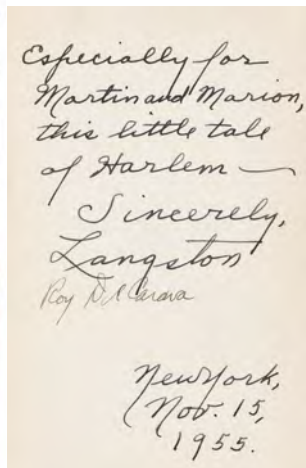 Especially for
Martin and Marion,
this little tale
of Harlem —
Sincerely,
Langston
Roy DeCarava
New York,
Nov. 15,
1955.